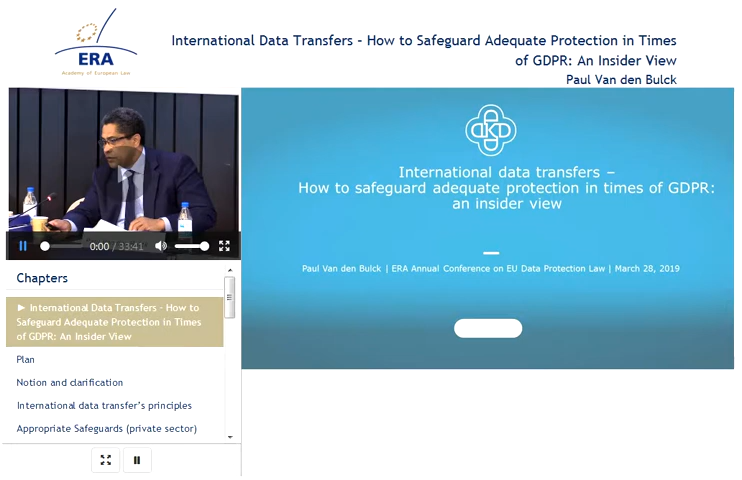 ERA
Academy of European Law
International Data Transfers - How to Safeguard Adequate Protection in Times
of GDPR: An Insider View
Paul Van den Bulck
0:00 / 33:41
Chapters
► International Data Transfers - How to
Safeguard Adequate Protection in Times
of GDPR: An Insider View
Plan
Notion and clarification
International data transfer's principles
Appropriate Safeguards (private sector)
International data transfers –
How to safeguard adequate protection in times of GDPR:
an insider view
Paul Van den Bulck | ERA Annual Conference on EU Data Protection Law | March 28, 2019